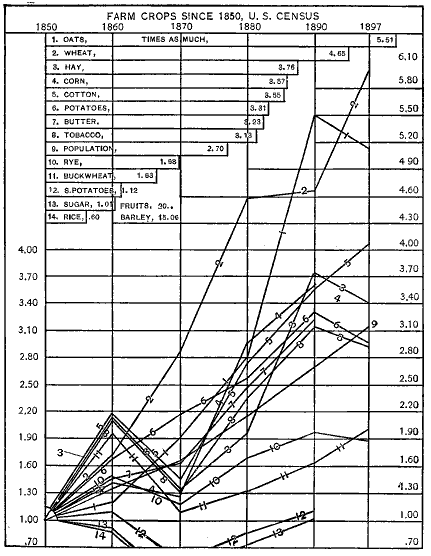 FARM CROPS SINCE 1850, U. S. CENSUS
1850 1860 1870 1880 1890 1897
1. OATS, TIMES AS MUCH, 5.51
2. WHEAT, 4.65 6.10
3. HAY, 3.76
4. CORN, 3.57 5.80
5. COTTON, 3.55
6. POTATOES, 3.31 5.50
7. BUTTER, 3.23
8. TOBACCO, 3.13 5.20
9. POPULATION, 2.70
10. RYE, 1.98 4.90
11. BUCKWHEAT, 1.63
12. S.POTATOES, 1.12 4.60
13. SUGAR, 1.01 FRUITS, 20..
14. RICE, .60 BARLEY, 15.06 4.30
4.00 4.00
3.70 3.70
3.40 3.40
3.10 3.10
2.80 2.80
2.50 2.50
2.20 2.20
1.90 1.90
1.60 1.60
1.30 1.30
1.00 1.00
.70 .70